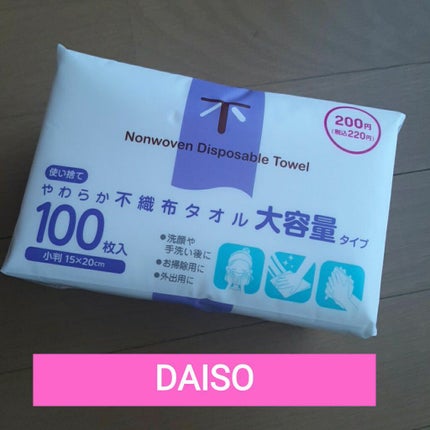 不
200円
(税込220円)
Nonwoven Disposable Towel
使い捨て
やわらか不織布タオル 大容量タイプ
100枚入
小判 15×20cm
●洗顔や
手洗い後に
●お掃除用に
●外出用に
DAISO